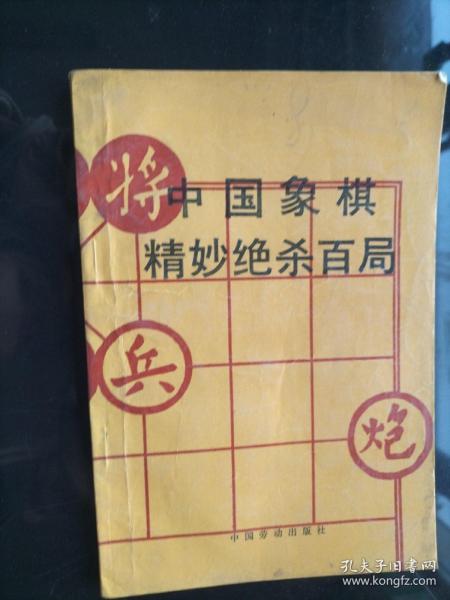 将
中国象棋
精妙绝杀百局
兵
炮
中国劳动出版社
孔夫子旧书网
www.kongfz.com